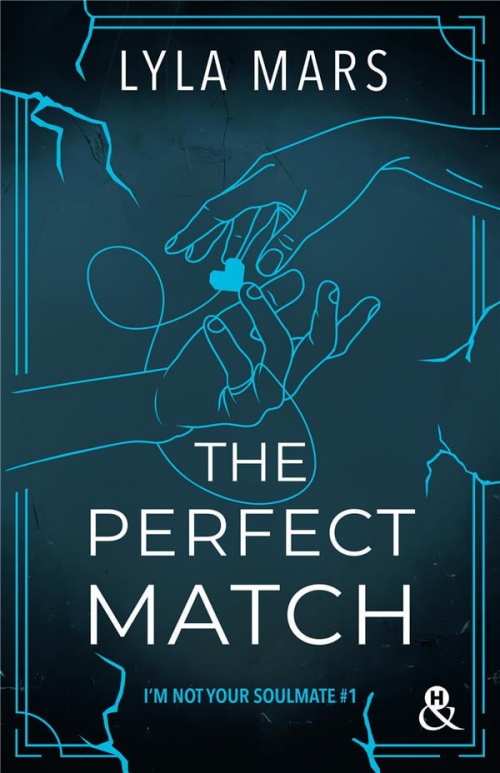 LYLA MARS
THE
PERFECT
MATCH
I'M NOT YOUR SOULMATE #1
H
&